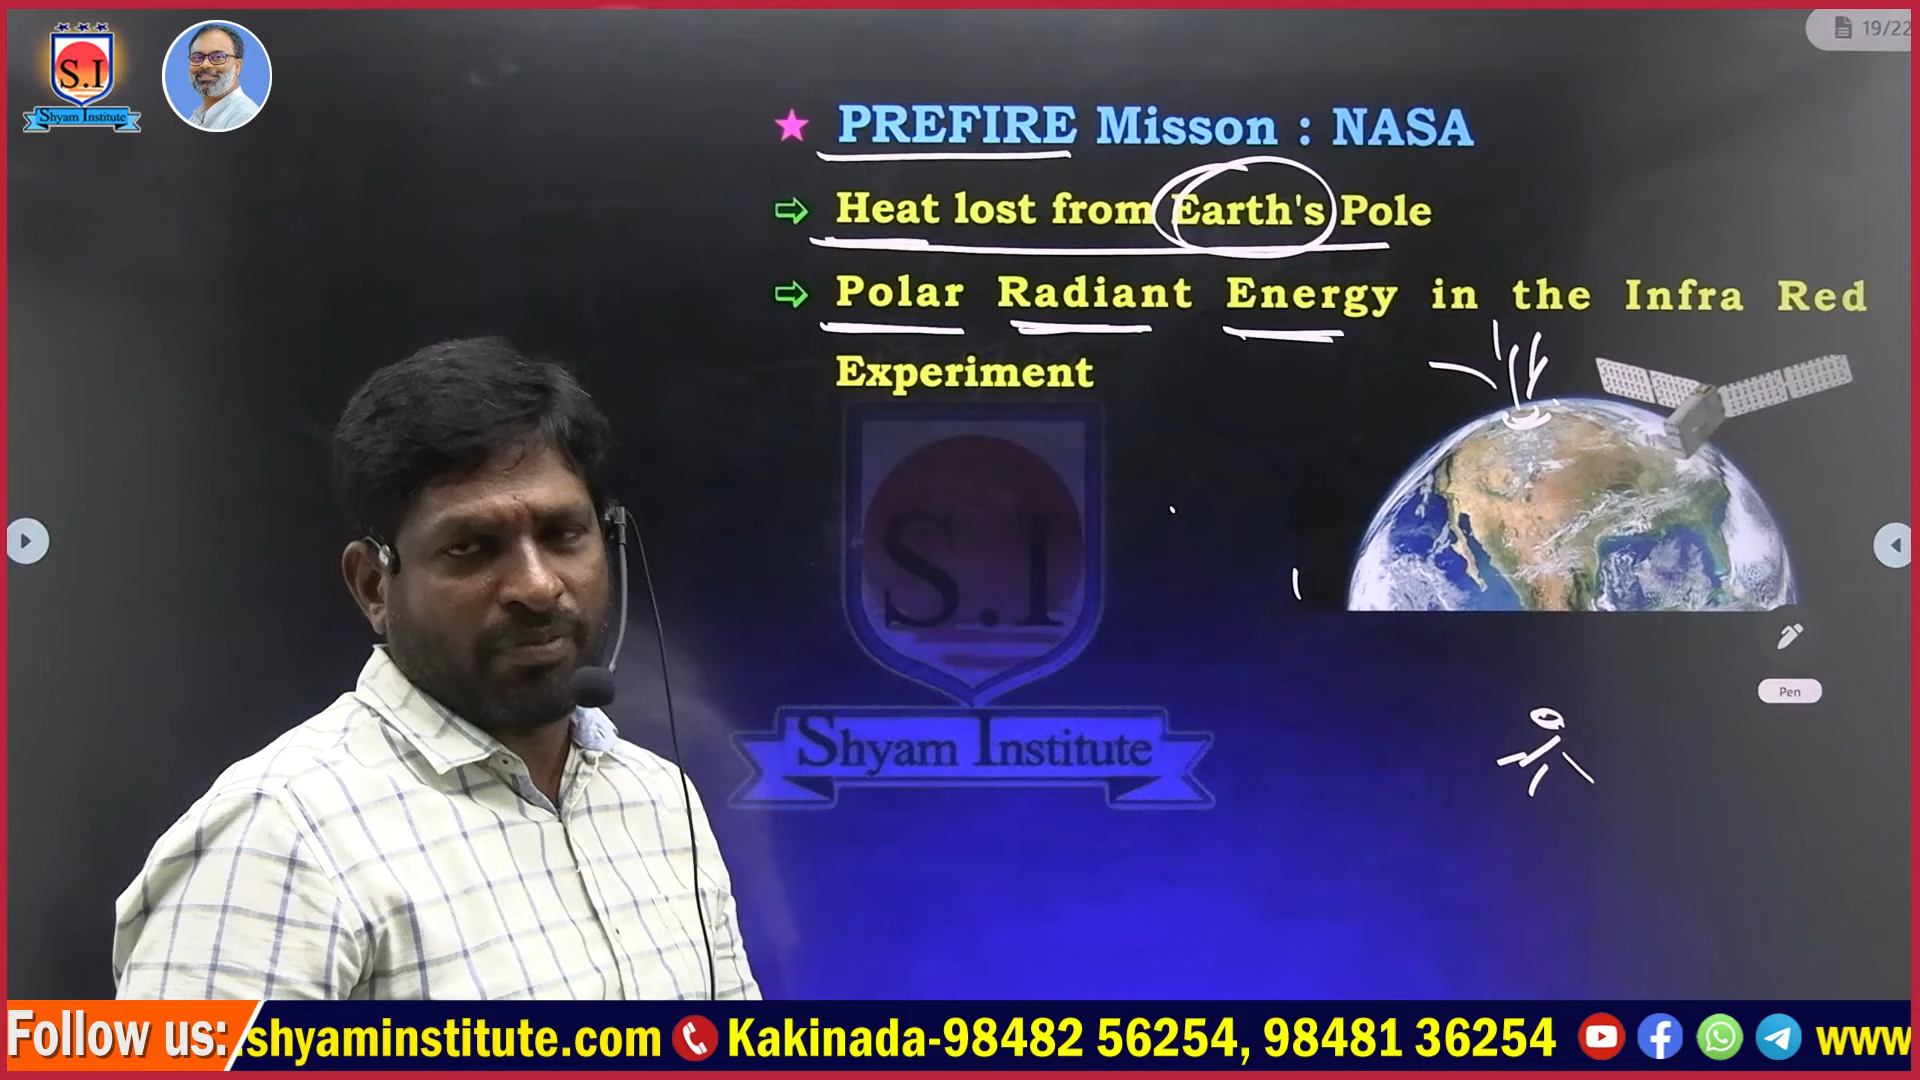 S.I
Shyam Institute
19/22
PREFIRE Misson : NASA
Heat lost from Earth's Pole
Polar Radiant Energy in the Infra Red
Experiment
S.I
Shyam Institute
Pen
Follow us:
shyaminstitute.com Kakinada-98482 56254, 98481 36254 www